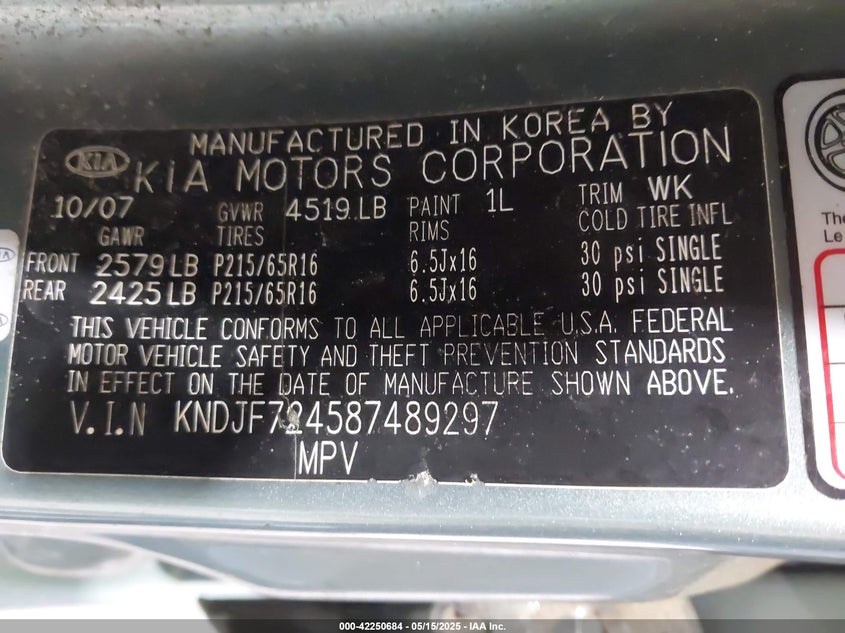 MANUFACTURED IN KOREA BY
KIA KIA MOTORS CORPORATION
10/07 GVWR 4519 LB PAINT 1L TRIM WK
GAWR TIRES RIMS COLD TIRE INFL
FRONT 2579 LB P215/65R16 6.5Jx16 30 psi SINGLE
REAR 2425 LB P215/65R16 6.5Jx16 30 psi SINGLE
THIS VEHICLE CONFORMS TO ALL APPLICABLE U.S.A. FEDERAL
MOTOR VEHICLE SAFETY AND THEFT PREVENTION STANDARDS
IN EFFECT ON THE DATE OF MANUFACTURE SHOWN ABOVE.
V.I.N KNDJF724587489297
MPV
The
Le
000-42250684 - 05/15/2025 - IAA Inc.